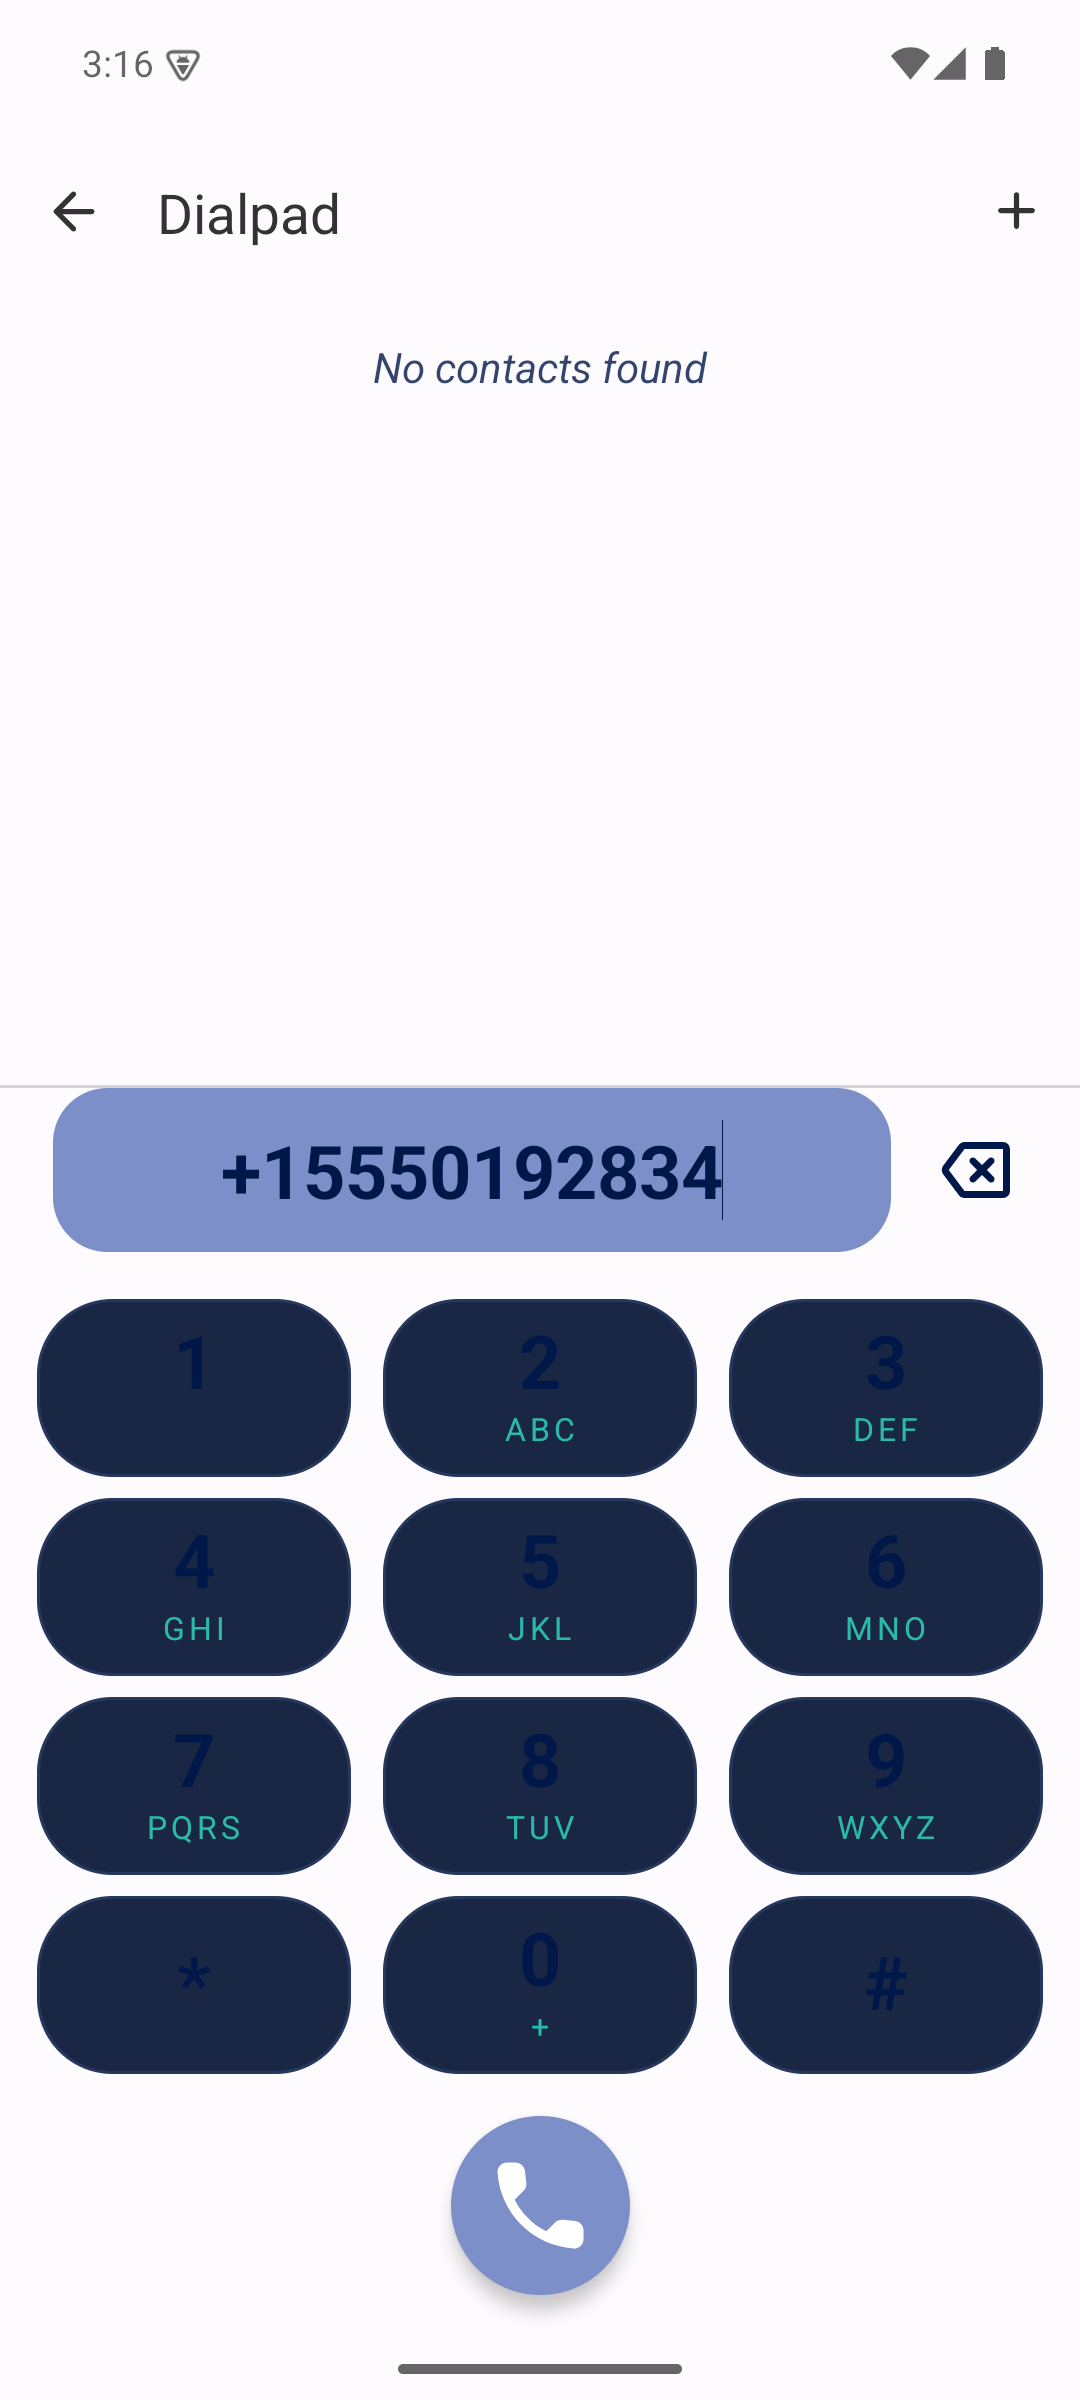 3:16
Dialpad
No contacts found
+15550192834
1
2
ABC
3
DEF
4
GHI
5
JKL
6
MNO
7
PQRS
8
TUV
9
WXYZ
*
0
+
#